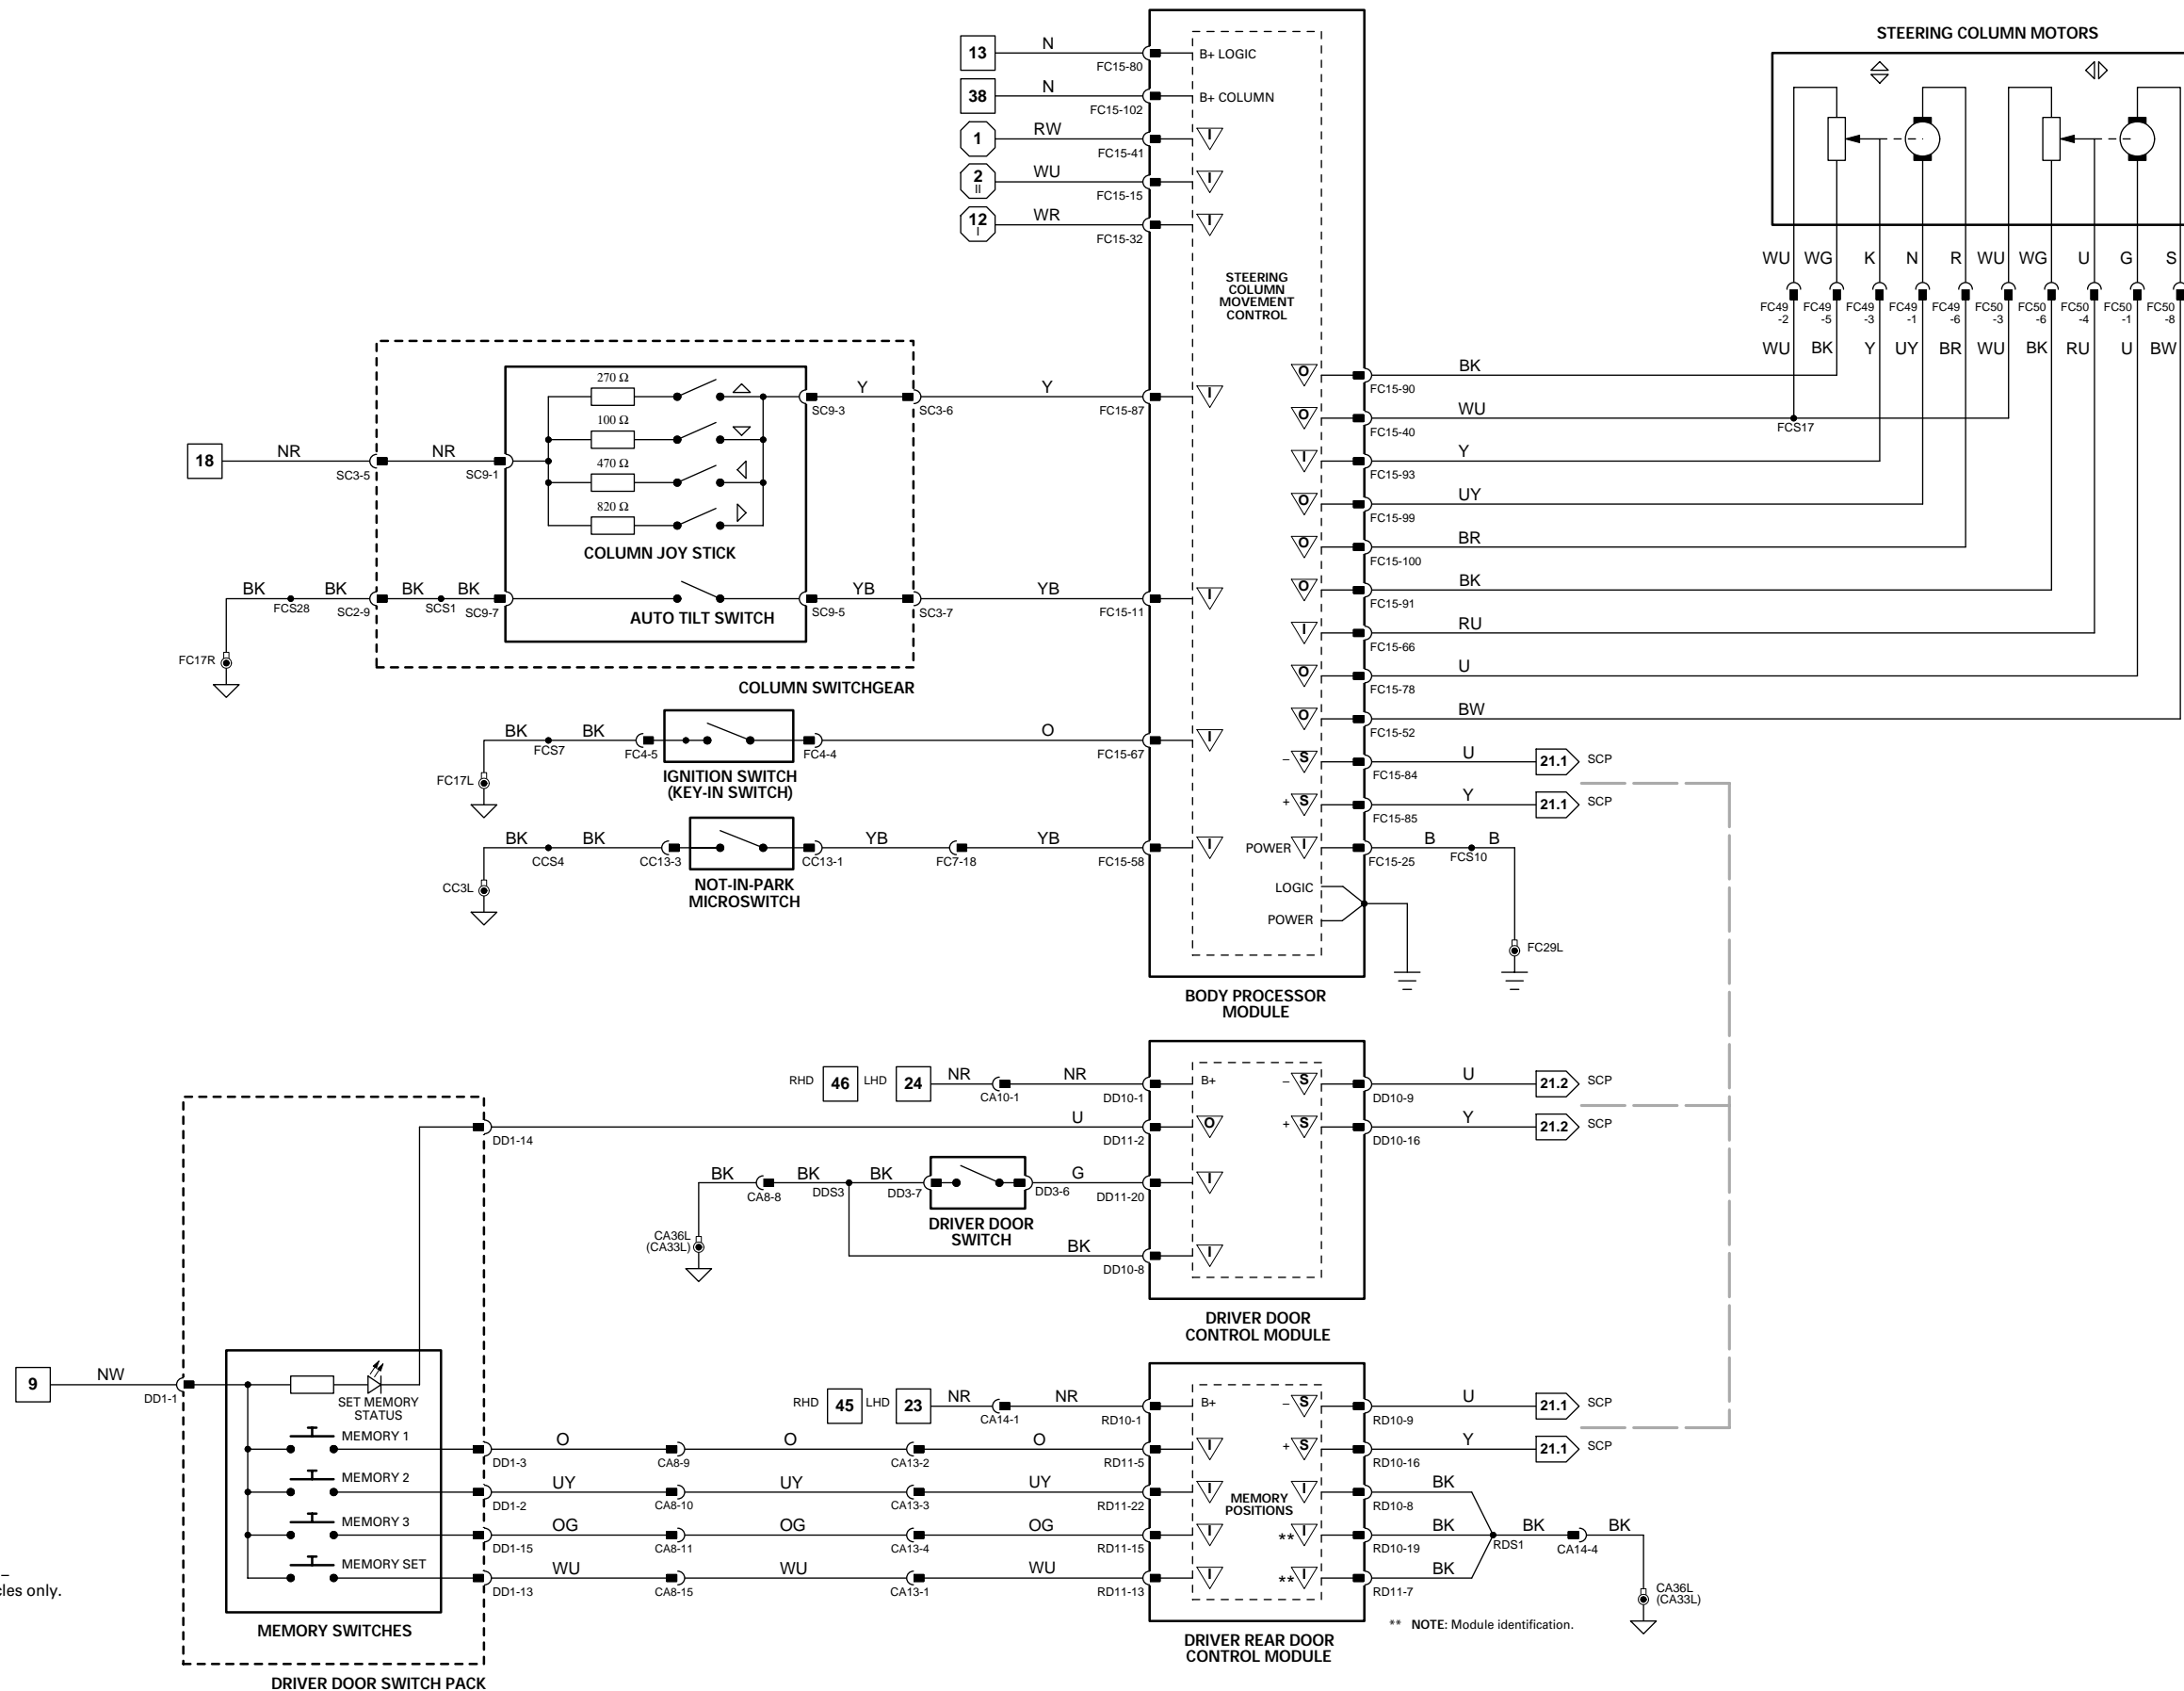 STEERING COLUMN MOTORS
13 N FC15-80 B+ LOGIC
38 N FC15-102 B+ COLUMN
1 RW FC15-41 I
2 II WU FC15-15 I
12 I WR FC15-32 I
STEERING
COLUMN
MOVEMENT
CONTROL
WU WG K N R WU WG U G S
FC49 -2 FC49 -5 FC49 -3 FC49 -1 FC49 -6 FC50 -3 FC50 -6 FC50 -4 FC50 -1 FC50 -8
WU BK Y UY BR WU BK RU U BW
O FC15-90 BK
O FC15-40 WU FCS17
I FC15-93 Y
O FC15-99 UY
O FC15-100 BR
O FC15-91 BK
I FC15-66 RU
O FC15-78 U
O FC15-52 BW
– S FC15-84 U 21.1 SCP
+ S FC15-85 Y 21.1 SCP
POWER I FC15-25 B FCS10 B
LOGIC
POWER
FC29L
BODY PROCESSOR
MODULE
18 NR SC3-5 NR SC9-1
270 Ω
100 Ω
470 Ω
820 Ω
COLUMN JOY STICK
SC9-3 Y SC3-6 Y FC15-87 I
BK FCS28 BK SC2-9 BK SCS1 BK SC9-7
AUTO TILT SWITCH
SC9-5 YB SC3-7 YB FC15-11 I
FC17R
COLUMN SWITCHGEAR
BK FCS7 BK FC4-5 FC4-4 O FC15-67 I
FC17L
IGNITION SWITCH
(KEY-IN SWITCH)
BK CCS4 BK CC13-3 CC13-1 YB FC7-18 YB FC15-58 I
CC3L
NOT-IN-PARK
MICROSWITCH
RHD 46 LHD 24 NR CA10-1 NR DD10-1 B+ – S DD10-9 U 21.2 SCP
DD1-14 U DD11-2 O + S DD10-16 Y 21.2 SCP
BK CA8-8 BK DDS3 BK DD3-7 DD3-6 G DD11-20 I
DRIVER DOOR
SWITCH
CA36L
(CA33L)
BK DD10-8 I
DRIVER DOOR
CONTROL MODULE
9 NW DD1-1
SET MEMORY
STATUS
RHD 45 LHD 23 NR CA14-1 NR RD10-1 B+ – S RD10-9 U 21.1 SCP
MEMORY 1 DD1-3 O CA8-9 O CA13-2 O RD11-5 I + S RD10-16 Y 21.1 SCP
MEMORY 2 DD1-2 UY CA8-10 UY CA13-3 UY RD11-22 I I RD10-8 BK
MEMORY
POSITIONS
MEMORY 3 DD1-15 OG CA8-11 OG CA13-4 OG RD11-15 I ** I RD10-19 BK RDS1 BK CA14-4 BK
MEMORY SET DD1-13 WU CA8-15 WU CA13-1 WU RD11-13 I ** I RD11-7 BK
CA36L
(CA33L)
** NOTE: Module identification.
MEMORY SWITCHES
DRIVER REAR DOOR
CONTROL MODULE
DRIVER DOOR SWITCH PACK
–
cles only.